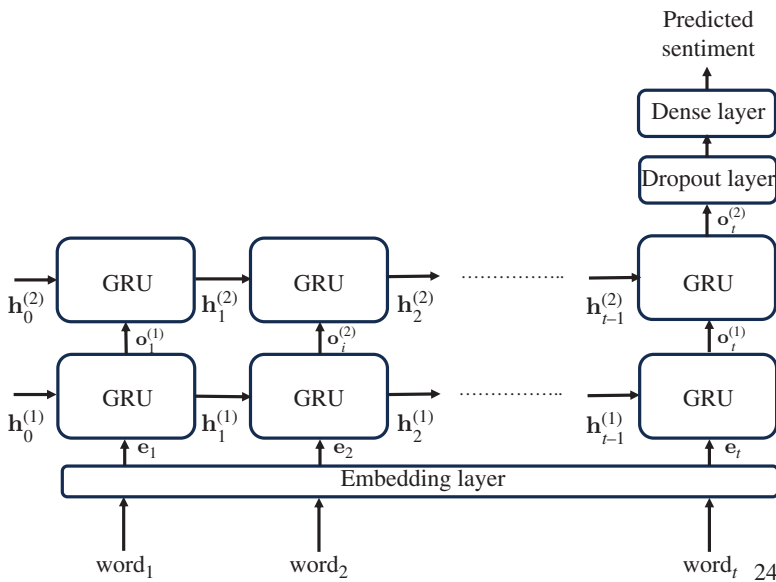 Predicted
sentiment
Dense layer
Dropout layer
o_t^(2)
GRU GRU ................... GRU
h_0^(2) h_1^(2) h_2^(2) h_{t–1}^(2)
o_1^(1) o_i^(2) o_t^(1)
GRU GRU ................... GRU
h_0^(1) h_1^(1) h_2^(1) h_{t–1}^(1)
e_1 e_2 e_t
Embedding layer
word_1 word_2 word_t 24